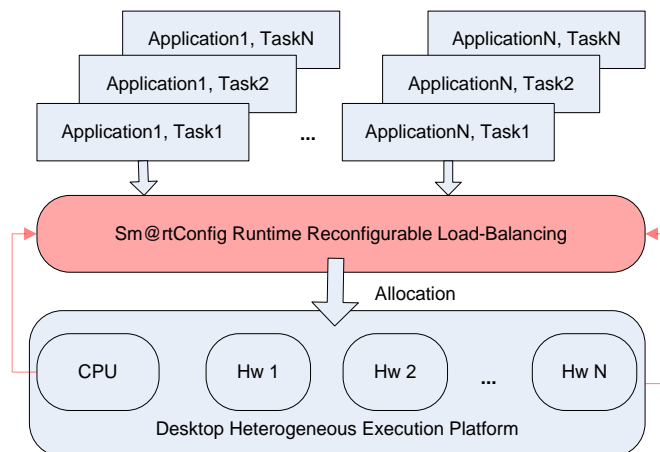 Application1, TaskN
ApplicationN, TaskN
Application1, Task2
ApplicationN, Task2
Application1, Task1
...
ApplicationN, Task1
Sm@rtConfig Runtime Reconfigurable Load-Balancing
Allocation
CPU
Hw 1
Hw 2
...
Hw N
Desktop Heterogeneous Execution Platform